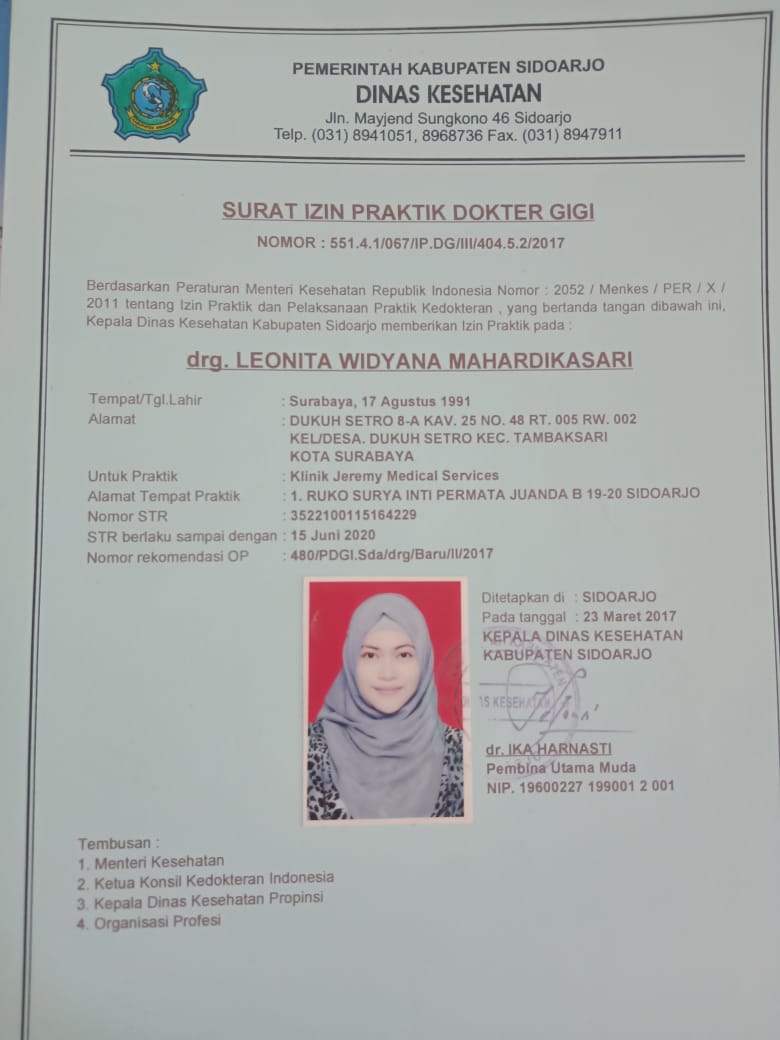 PEMERINTAH KABUPATEN SIDOARJO
DINAS KESEHATAN
Jln. Mayjend Sungkono 46 Sidoarjo
Telp. (031) 8941051, 8968736 Fax. (031) 8947911
SURAT IZIN PRAKTIK DOKTER GIGI
NOMOR : 551.4.1/067/IP.DG/III/404.5.2/2017
Berdasarkan Peraturan Menteri Kesehatan Republik Indonesia Nomor : 2052 / Menkes / PER / X /
2011 tentang Izin Praktik dan Pelaksanaan Praktik Kedokteran , yang bertanda tangan dibawah ini,
Kepala Dinas Kesehatan Kabupaten Sidoarjo memberikan Izin Praktik pada :
drg. LEONITA WIDYANA MAHARDIKASARI
Tempat/Tgl.Lahir : Surabaya, 17 Agustus 1991
Alamat : DUKUH SETRO 8-A KAV. 25 NO. 48 RT. 005 RW. 002
KEL/DESA. DUKUH SETRO KEC. TAMBAKSARI
KOTA SURABAYA
Untuk Praktik : Klinik Jeremy Medical Services
Alamat Tempat Praktik : 1. RUKO SURYA INTI PERMATA JUANDA B 19-20 SIDOARJO
Nomor STR : 3522100115164229
STR berlaku sampai dengan : 15 Juni 2020
Nomor rekomendasi OP : 480/PDGI.Sda/drg/Baru/II/2017
Ditetapkan di : SIDOARJO
Pada tanggal : 23 Maret 2017
KEPALA DINAS KESEHATAN
KABUPATEN SIDOARJO
AS KESEHATAN
dr. IKA HARNASTI
Pembina Utama Muda
NIP. 19600227 199001 2 001
Tembusan :
1. Menteri Kesehatan
2. Ketua Konsil Kedokteran Indonesia
3. Kepala Dinas Kesehatan Propinsi
4. Organisasi Profesi